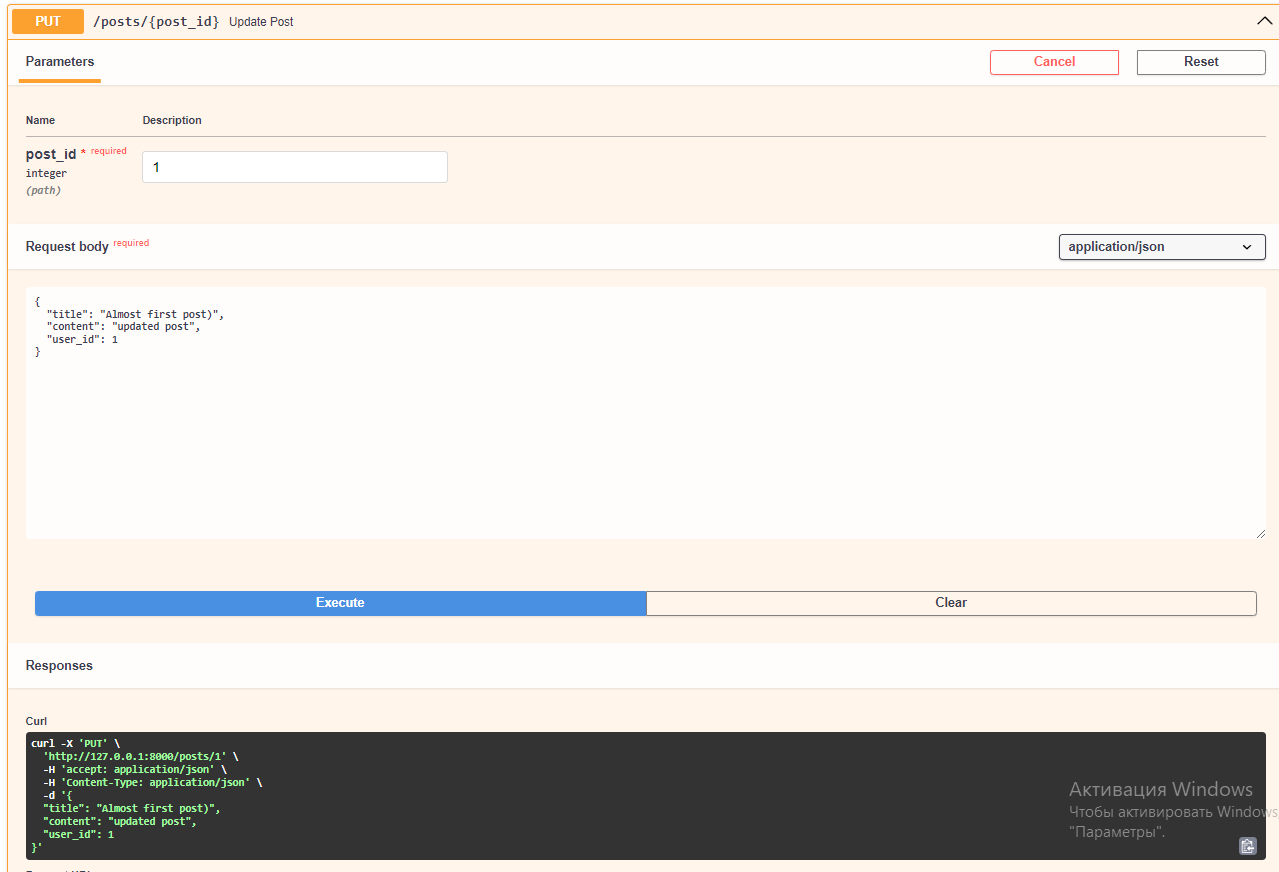 PUT /posts/{post_id} Update Post
Parameters Cancel Reset
Name Description
post_id * required
integer
(path)
1
Request body required application/json
{
  "title": "Almost first post)",
  "content": "updated post",
  "user_id": 1
}
Execute Clear
Responses
Curl
curl -X 'PUT' \
  'http://127.0.0.1:8000/posts/1' \
  -H 'accept: application/json' \
  -H 'Content-Type: application/json' \
  -d '{
  "title": "Almost first post)",
  "content": "updated post",
  "user_id": 1
}'
Активация Windows
Чтобы активировать Windows,
"Параметры".